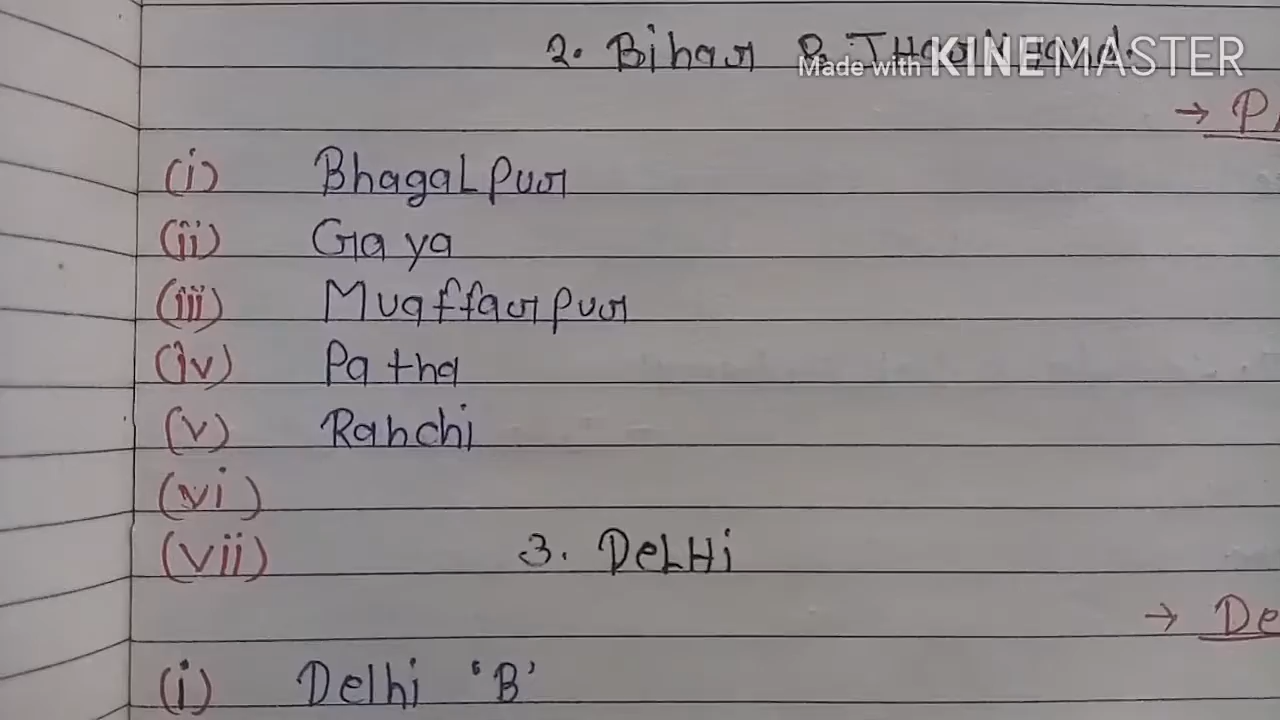 2. Bihar & JHarkHand.
Made with KINEMASTER
→ P
(i) BhagaLpur
(ii) Gaya
(iii) Muaffarpur
(iv) Patna
(v) Ranchi
(vi)
(vii) 3. DeLHi
→ De
(i) Delhi 'B'